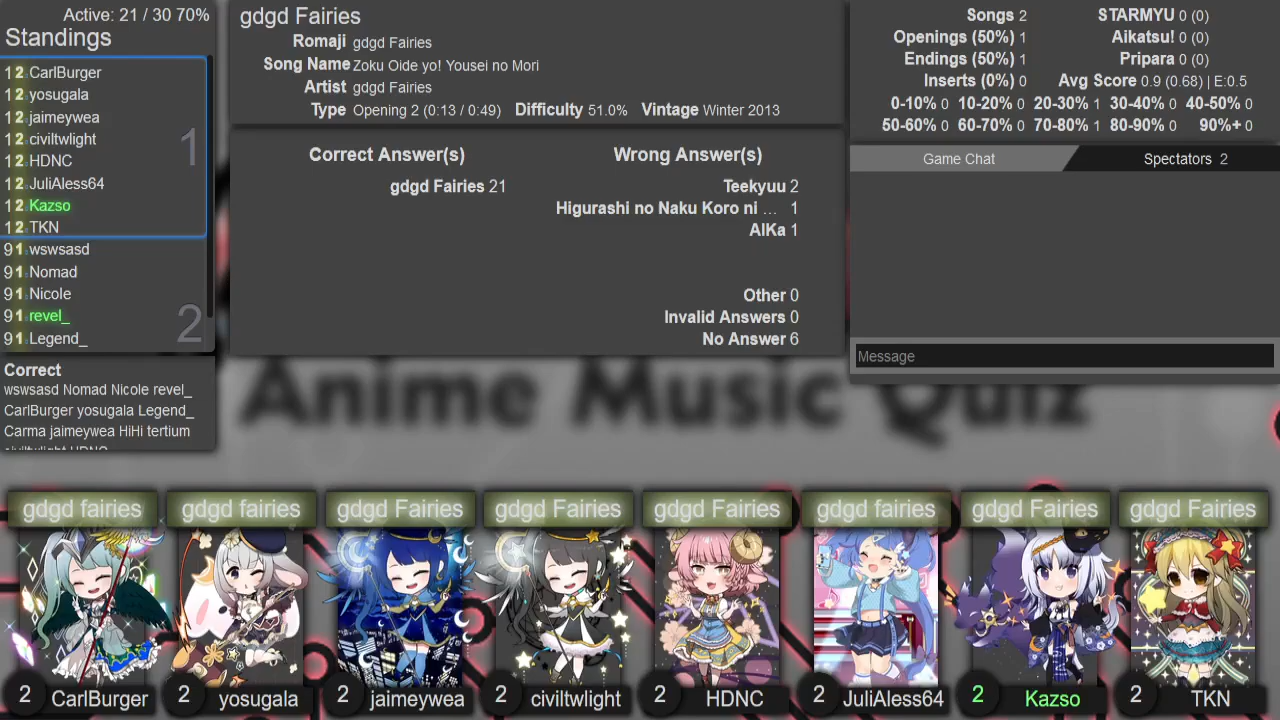 Active: 21 / 30 70%
Standings
1 2 CarlBurger
1 2 yosugala
1 2 jaimeywea
1 2 civiltwlight
1 2 HDNC
1 2 JuliAless64
1 2 Kazso
1 2 TKN
1
9 1 wswsasd
9 1 Nomad
9 1 Nicole
9 1 revel_
9 1 Legend_
2
Correct
wswsasd Nomad Nicole revel_
CarlBurger yosugala Legend_
Carma jaimeywea HiHi tertium
civiltwlight HDNC
gdgd Fairies
Romaji gdgd Fairies
Song Name Zoku Oide yo! Yousei no Mori
Artist gdgd Fairies
Type Opening 2 (0:13 / 0:49) Difficulty 51.0% Vintage Winter 2013
Correct Answer(s)
gdgd Fairies 21
Wrong Answer(s)
Teekyuu 2
Higurashi no Naku Koro ni ... 1
AIKa 1
Other 0
Invalid Answers 0
No Answer 6
Songs 2 STARMYU 0 (0)
Openings (50%) 1 Aikatsu! 0 (0)
Endings (50%) 1 Pripara 0 (0)
Inserts (0%) 0 Avg Score 0.9 (0.68) | E:0.5
0-10% 0 10-20% 0 20-30% 1 30-40% 0 40-50% 0
50-60% 0 60-70% 0 70-80% 1 80-90% 0 90%+ 0
Game Chat Spectators 2
Message
Anime Music Quiz
gdgd fairies gdgd fairies gdgd Fairies gdgd Fairies gdgd Fairies gdgd fairies gdgd Fairies gdgd Fairies
2 CarlBurger 2 yosugala 2 jaimeywea 2 civiltwlight 2 HDNC 2 JuliAless64 2 Kazso 2 TKN